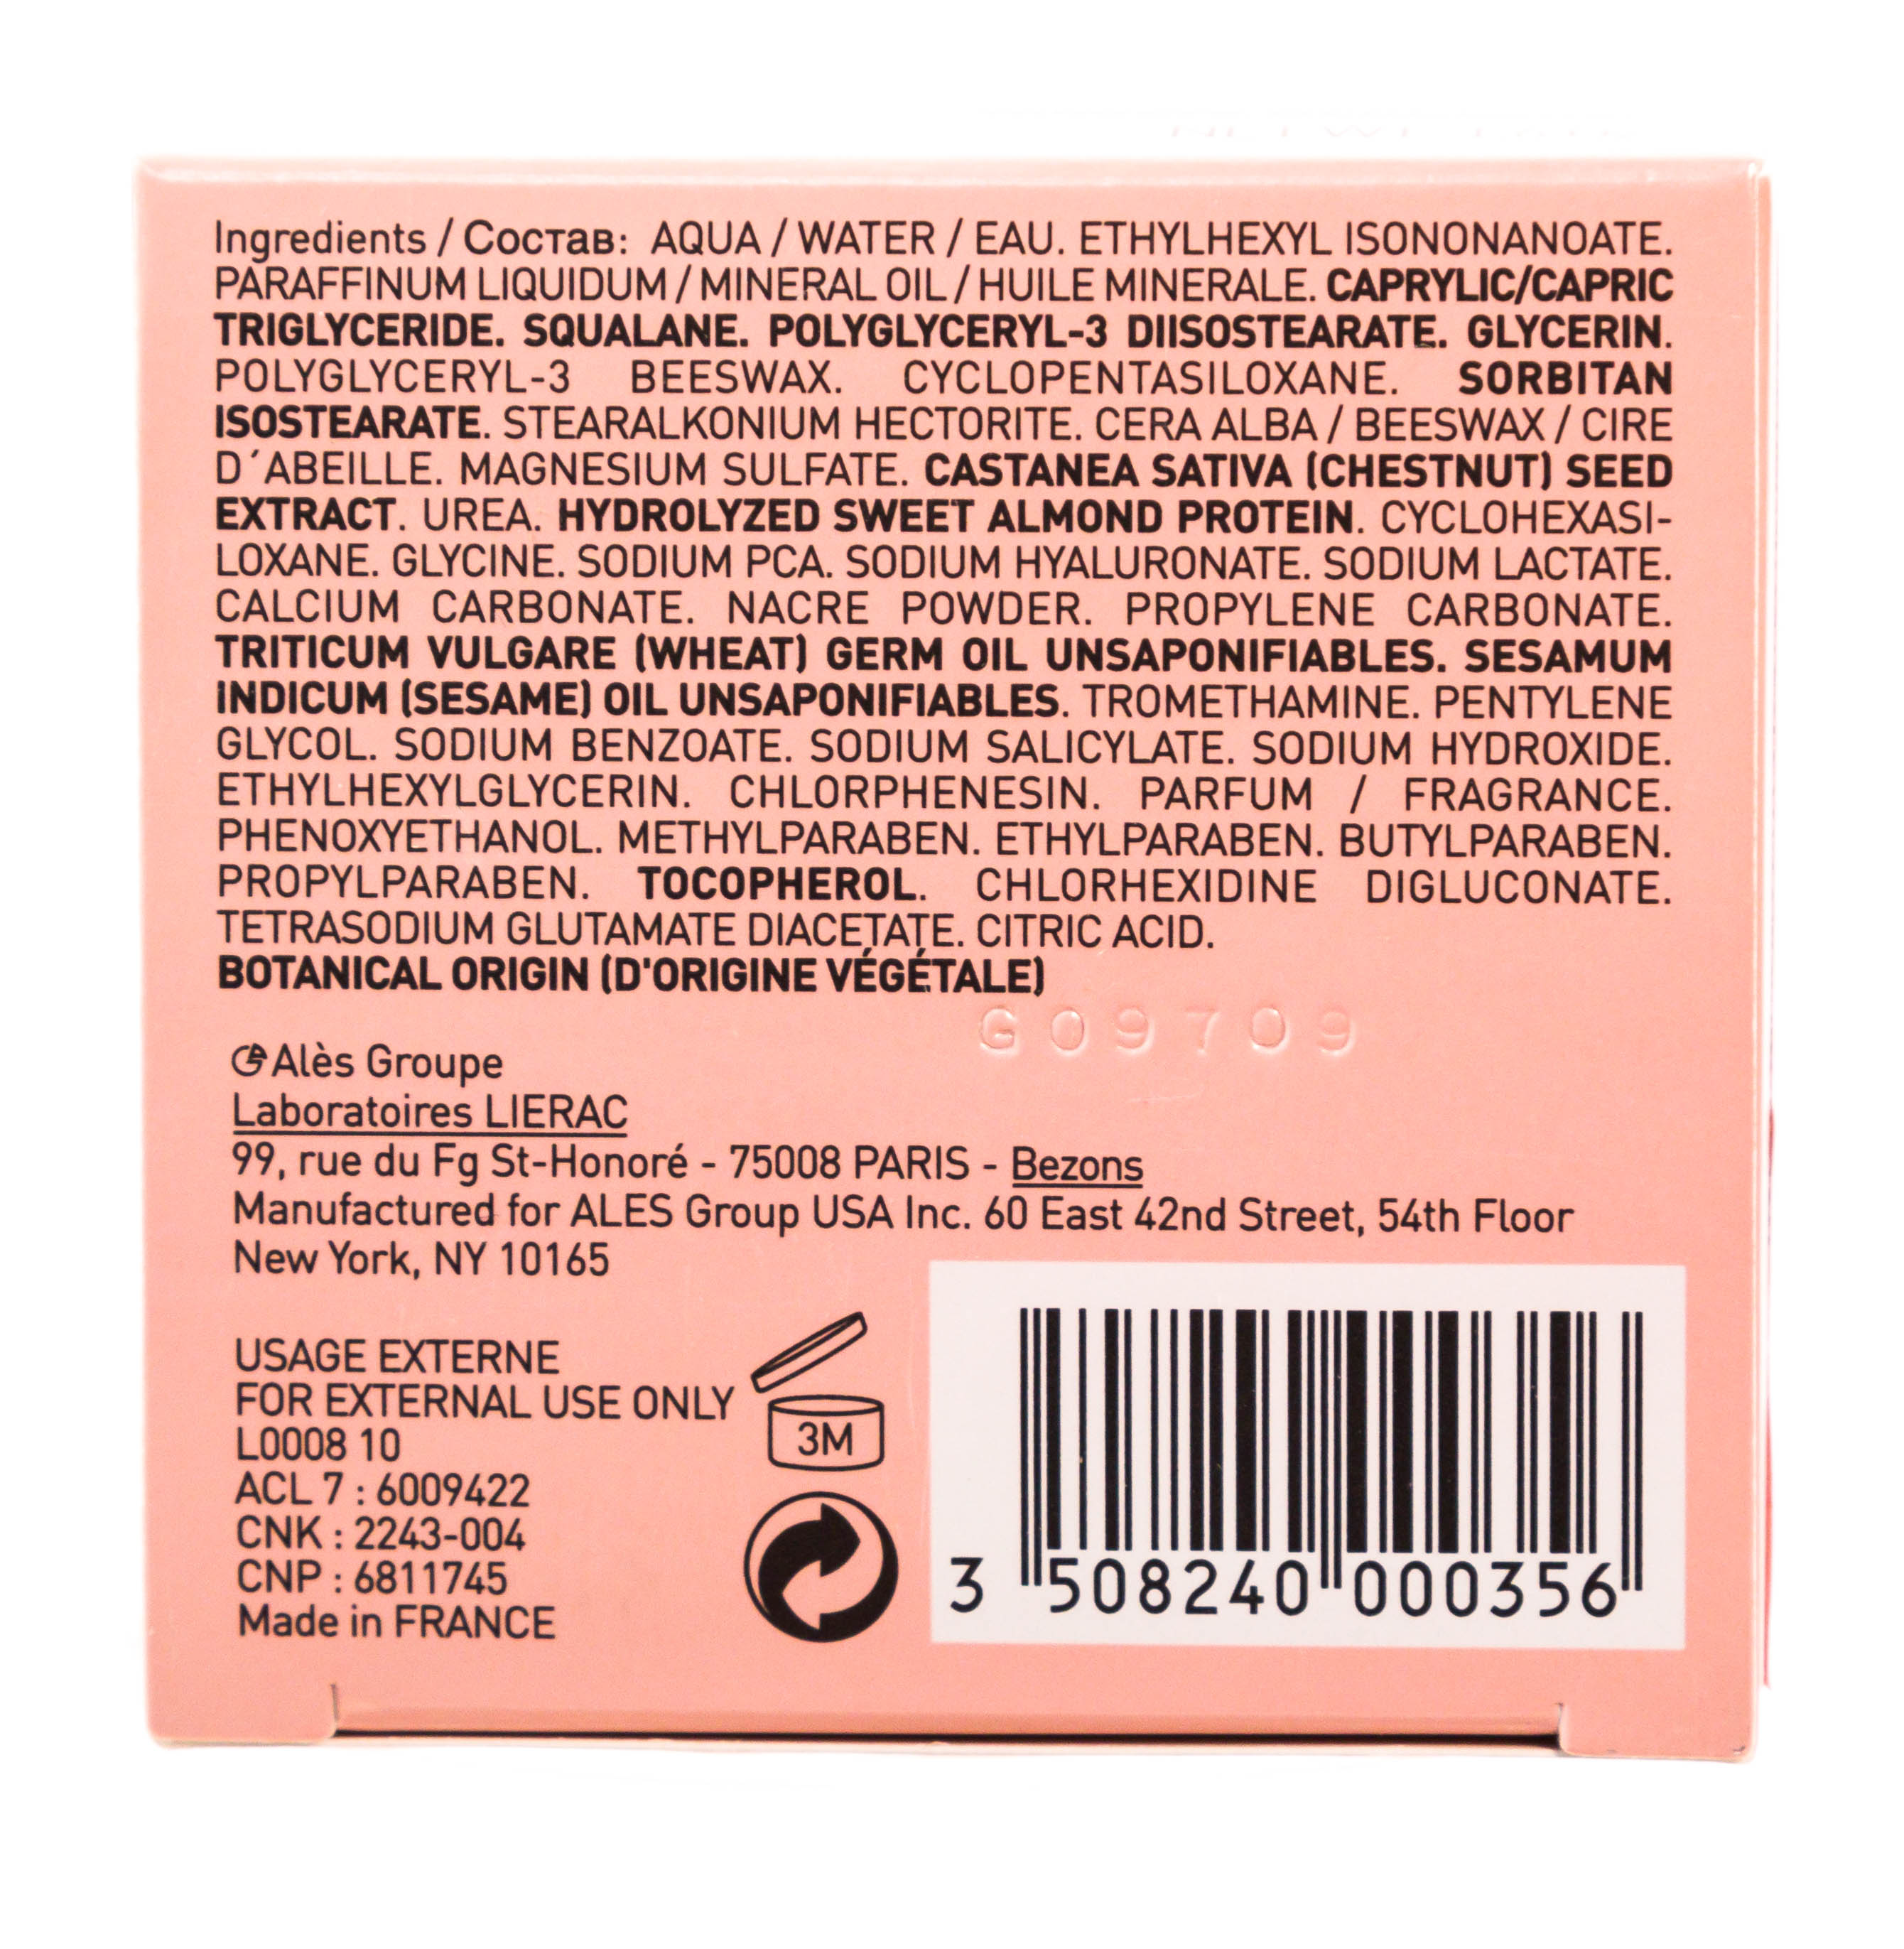 Ingredients / Состав: AQUA / WATER / EAU. ETHYLHEXYL ISONONANOATE.
PARAFFINUM LIQUIDUM / MINERAL OIL / HUILE MINERALE. CAPRYLIC/CAPRIC
TRIGLYCERIDE. SQUALANE. POLYGLYCERYL-3 DIISOSTEARATE. GLYCERIN.
POLYGLYCERYL-3 BEESWAX. CYCLOPENTASILOXANE. SORBITAN
ISOSTEARATE. STEARALKONIUM HECTORITE. CERA ALBA / BEESWAX / CIRE
D´ABEILLE. MAGNESIUM SULFATE. CASTANEA SATIVA (CHESTNUT) SEED
EXTRACT. UREA. HYDROLYZED SWEET ALMOND PROTEIN. CYCLOHEXASI-
LOXANE. GLYCINE. SODIUM PCA. SODIUM HYALURONATE. SODIUM LACTATE.
CALCIUM CARBONATE. NACRE POWDER. PROPYLENE CARBONATE.
TRITICUM VULGARE (WHEAT) GERM OIL UNSAPONIFIABLES. SESAMUM
INDICUM (SESAME) OIL UNSAPONIFIABLES. TROMETHAMINE. PENTYLENE
GLYCOL. SODIUM BENZOATE. SODIUM SALICYLATE. SODIUM HYDROXIDE.
ETHYLHEXYLGLYCERIN. CHLORPHENESIN. PARFUM / FRAGRANCE.
PHENOXYETHANOL. METHYLPARABEN. ETHYLPARABEN. BUTYLPARABEN.
PROPYLPARABEN. TOCOPHEROL. CHLORHEXIDINE DIGLUCONATE.
TETRASODIUM GLUTAMATE DIACETATE. CITRIC ACID.
BOTANICAL ORIGIN (D'ORIGINE VÉGÉTALE)
G09709
Alès Groupe
Laboratoires LIERAC
99, rue du Fg St-Honoré - 75008 PARIS - Bezons
Manufactured for ALES Group USA Inc. 60 East 42nd Street, 54th Floor
New York, NY 10165
USAGE EXTERNE
FOR EXTERNAL USE ONLY
L0008 10
ACL 7 : 6009422
CNK : 2243-004
CNP : 6811745
Made in FRANCE
3M
3 508240 000356